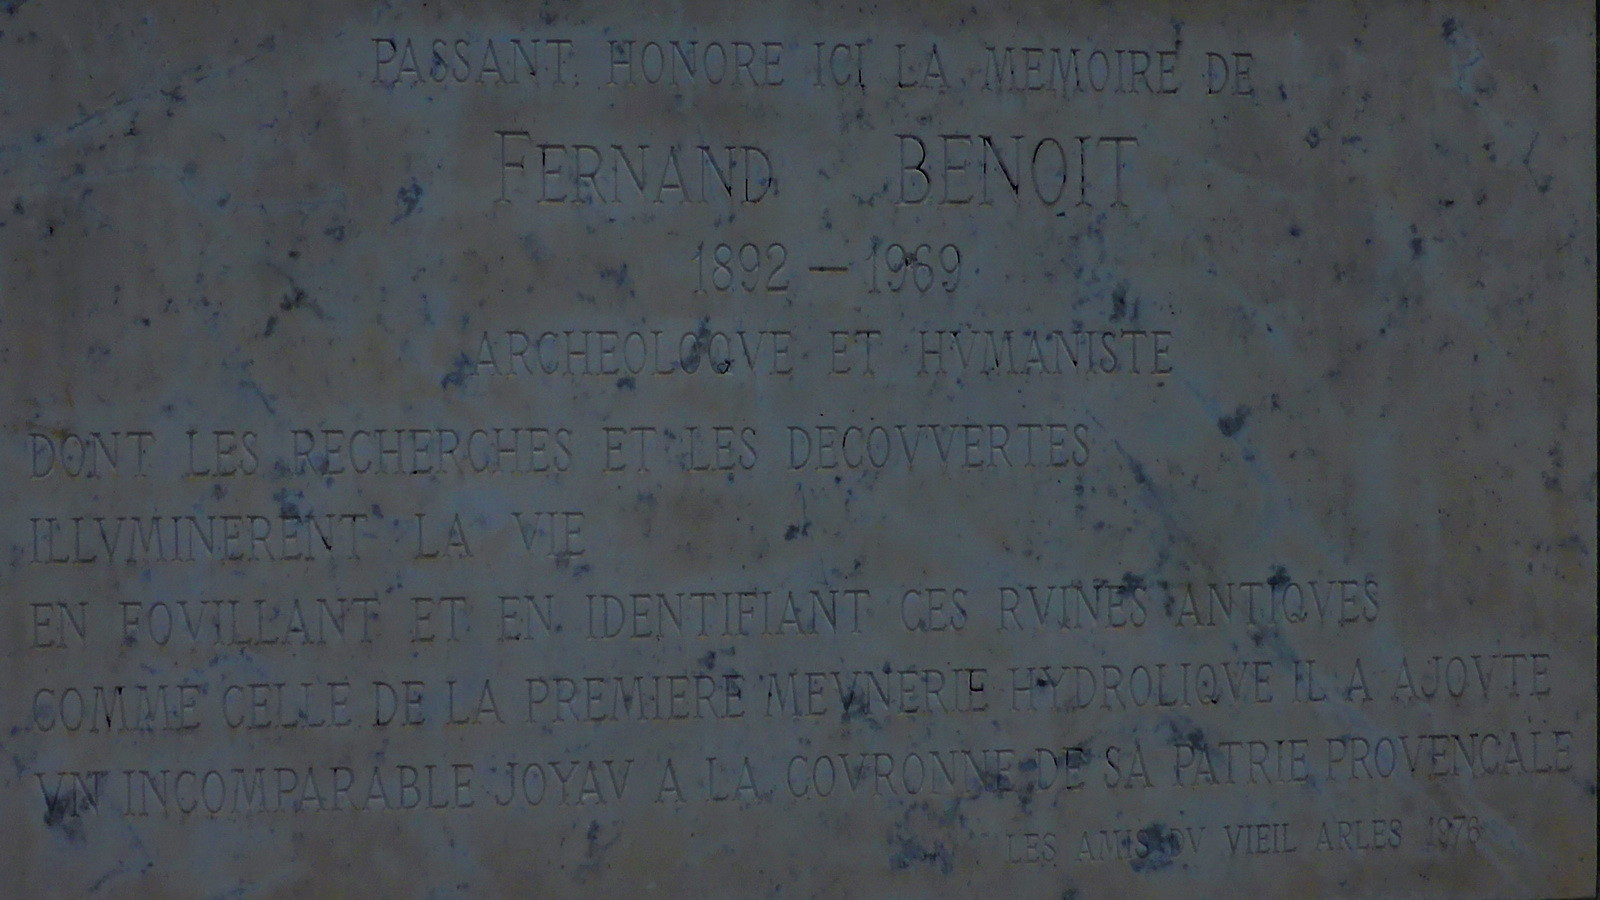 PASSANT HONORE ICI LA MEMOIRE DE
FERNAND BENOIT
1892 — 1969
ARCHEOLOQVE ET HVMANISTE
DONT LES RECHERCHES ET LES DECOVVERTES
ILLVMINERENT LA VIE
EN FOVILLANT ET EN IDENTIFIANT CES RVINES ANTIQVES
COMME CELLE DE LA PREMIERE MEVNERIE HYDROLIQVE IL A AJOVTE
VN INCOMPARABLE JOYAV A LA COVRONNE DE SA PATRIE PROVENCALE
LES AMIS DV VIEIL ARLES 1976